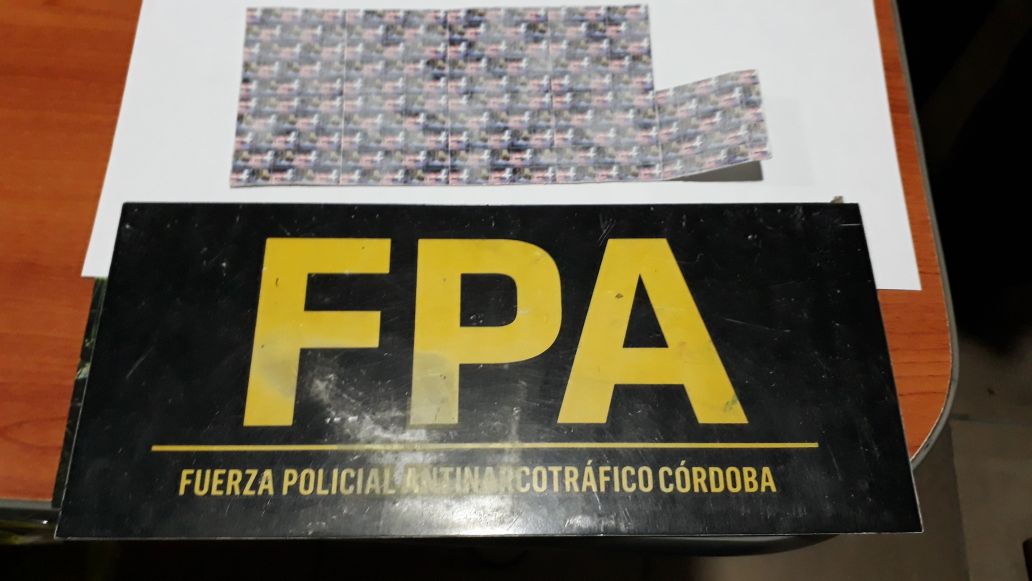 FPA
FUERZA POLICIAL ANTINARCOTRÁFICO CÓRDOBA